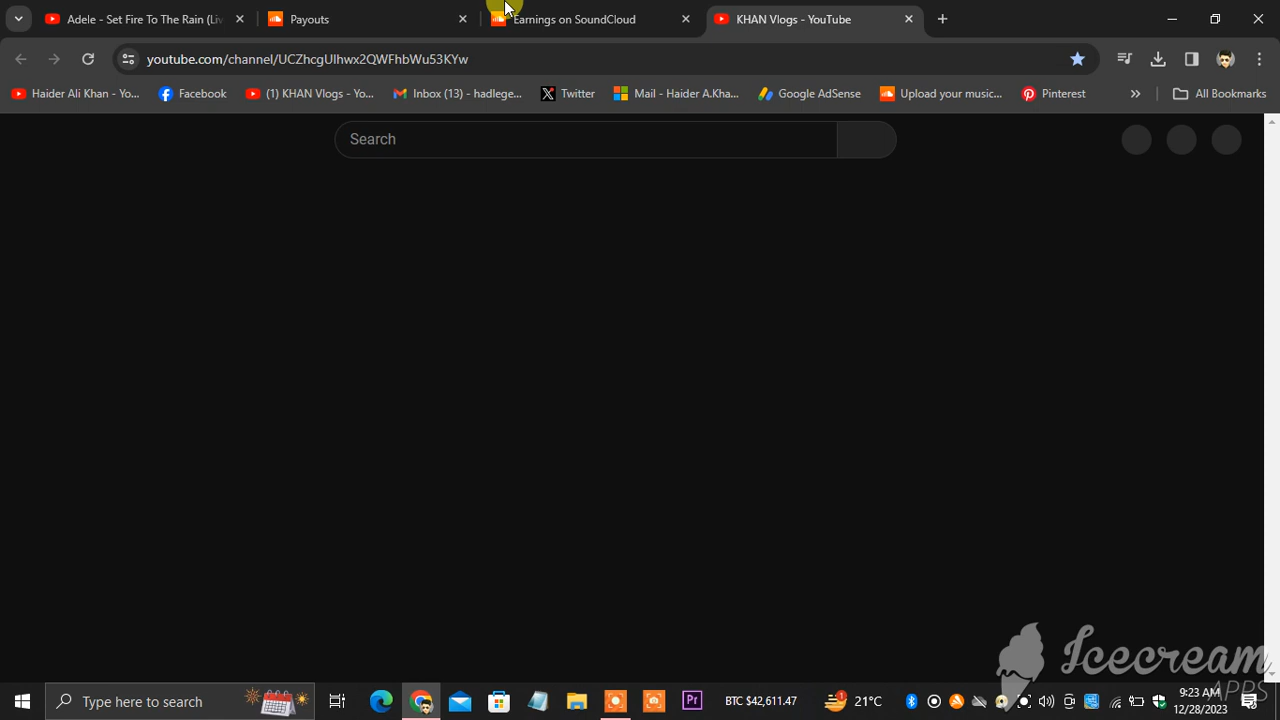 Adele - Set Fire To The Rain (Liv
Payouts
Earnings on SoundCloud
KHAN Vlogs - YouTube
youtube.com/channel/UCZhcgUIhwx2QWFhbWu53KYw
Haider Ali Khan - Yo...
Facebook
(1) KHAN Vlogs - Yo...
Inbox (13) - hadlege...
Twitter
Mail - Haider A.Kha...
Google AdSense
Upload your music...
Pinterest
All Bookmarks
Search
Icecream
APPS
Type here to search
Pr
BTC $42,611.47
1
21°C
9:23 AM
12/28/2023